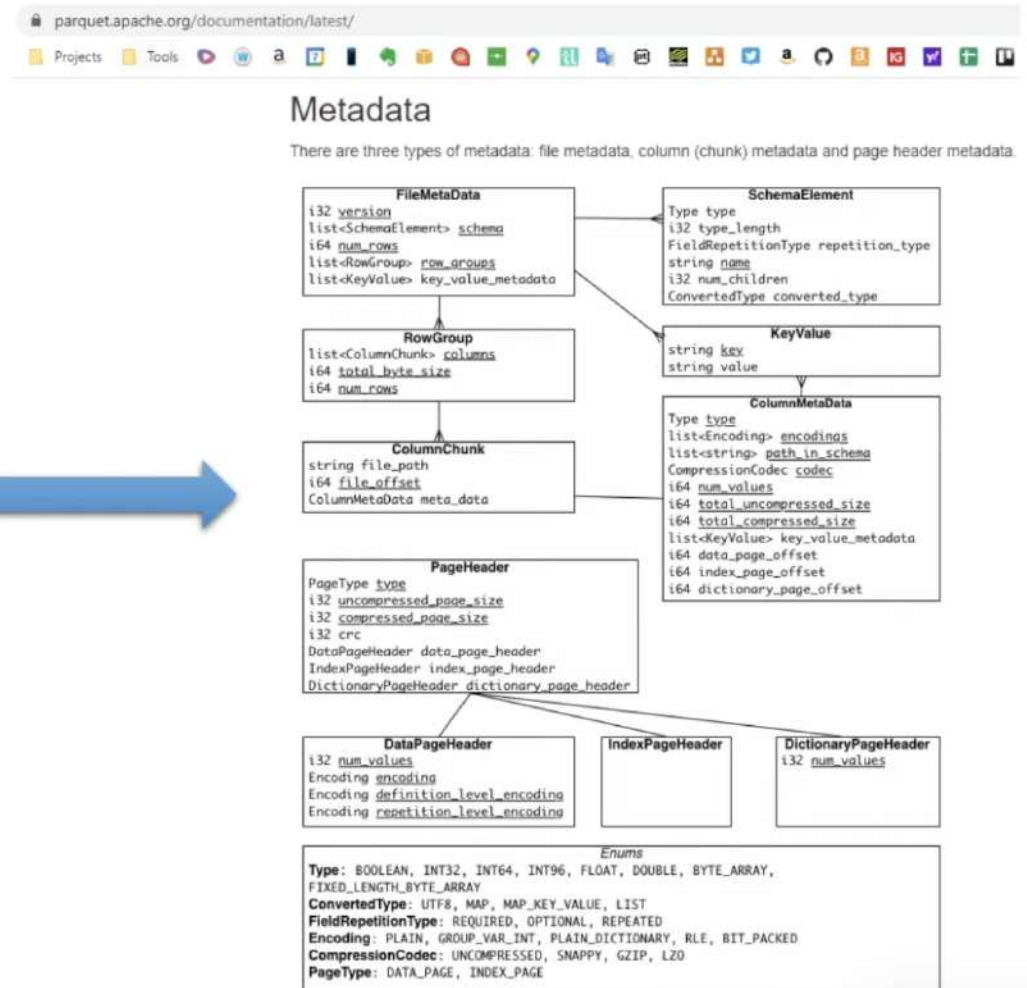 parquet.apache.org/documentation/latest/
Projects Tools
Metadata
There are three types of metadata: file metadata, column (chunk) metadata and page header metadata.
FileMetaData
i32 version
list<SchemaElement> schema
i64 num_rows
list<RowGroup> row_groups
list<KeyValue> key_value_metadata
SchemaElement
Type type
i32 type_length
FieldRepetitionType repetition_type
string name
i32 num_children
ConvertedType converted_type
RowGroup
list<ColumnChunk> columns
i64 total_byte_size
i64 num_rows
KeyValue
string key
string value
ColumnChunk
string file_path
i64 file_offset
ColumnMetaData meta_data
ColumnMetaData
Type type
list<Encoding> encodings
list<string> path_in_schema
CompressionCodec codec
i64 num_values
i64 total_uncompressed_size
i64 total_compressed_size
list<KeyValue> key_value_metadata
i64 data_page_offset
i64 index_page_offset
i64 dictionary_page_offset
PageHeader
PageType type
i32 uncompressed_page_size
i32 compressed_page_size
i32 crc
DataPageHeader data_page_header
IndexPageHeader index_page_header
DictionaryPageHeader dictionary_page_header
DataPageHeader
i32 num_values
Encoding encoding
Encoding definition_level_encoding
Encoding repetition_level_encoding
IndexPageHeader
DictionaryPageHeader
i32 num_values
Enums
Type: BOOLEAN, INT32, INT64, INT96, FLOAT, DOUBLE, BYTE_ARRAY,
FIXED_LENGTH_BYTE_ARRAY
ConvertedType: UTF8, MAP, MAP_KEY_VALUE, LIST
FieldRepetitionType: REQUIRED, OPTIONAL, REPEATED
Encoding: PLAIN, GROUP_VAR_INT, PLAIN_DICTIONARY, RLE, BIT_PACKED
CompressionCodec: UNCOMPRESSED, SNAPPY, GZIP, LZO
PageType: DATA_PAGE, INDEX_PAGE